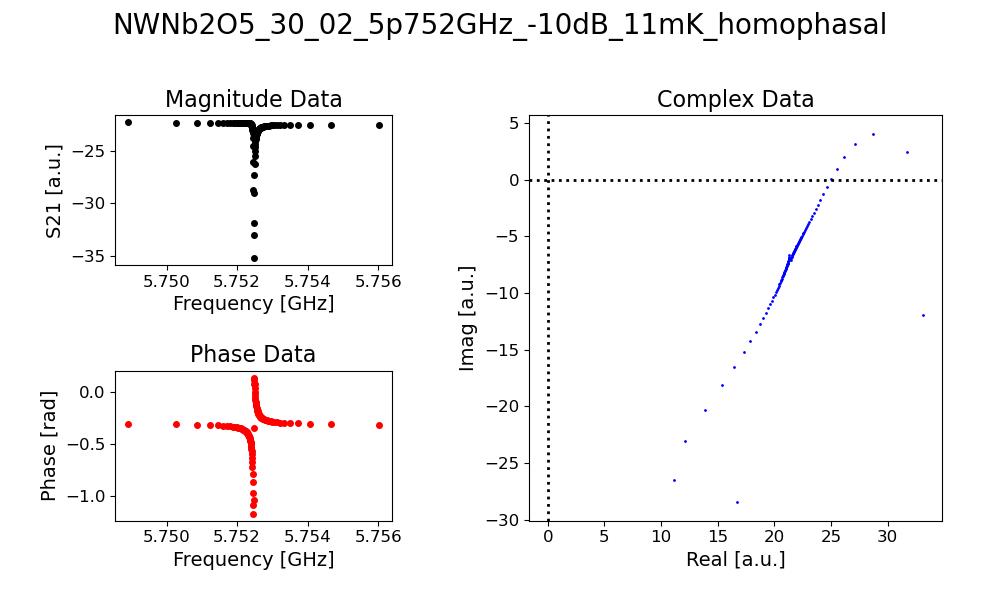 NWNb2O5_30_02_5p752GHz_-10dB_11mK_homophasal
Magnitude Data
S21 [a.u.]
−25
−30
−35
5.750 5.752 5.754 5.756
Frequency [GHz]
Phase Data
Phase [rad]
0.0
−0.5
−1.0
5.750 5.752 5.754 5.756
Frequency [GHz]
Complex Data
Imag [a.u.]
5
0
−5
−10
−15
−20
−25
−30
0 5 10 15 20 25 30
Real [a.u.]